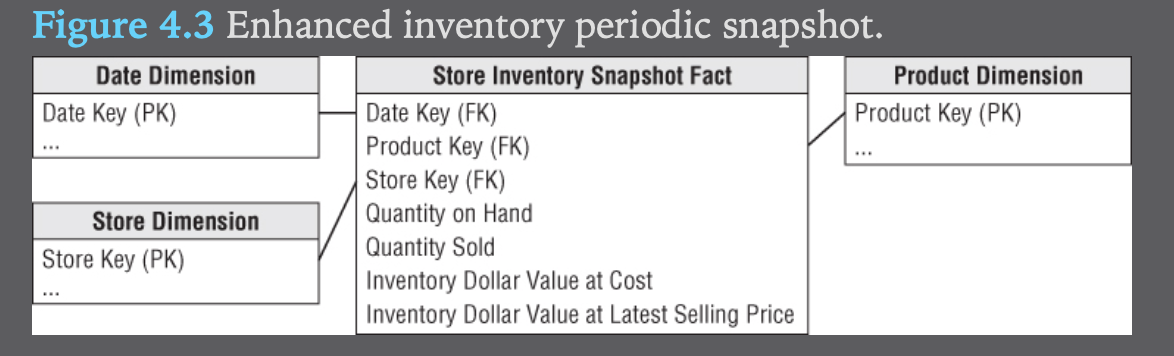 Figure 4.3 Enhanced inventory periodic snapshot.
Date Dimension
Date Key (PK)
...
Store Dimension
Store Key (PK)
...
Store Inventory Snapshot Fact
Date Key (FK)
Product Key (FK)
Store Key (FK)
Quantity on Hand
Quantity Sold
Inventory Dollar Value at Cost
Inventory Dollar Value at Latest Selling Price
Product Dimension
Product Key (PK)
...